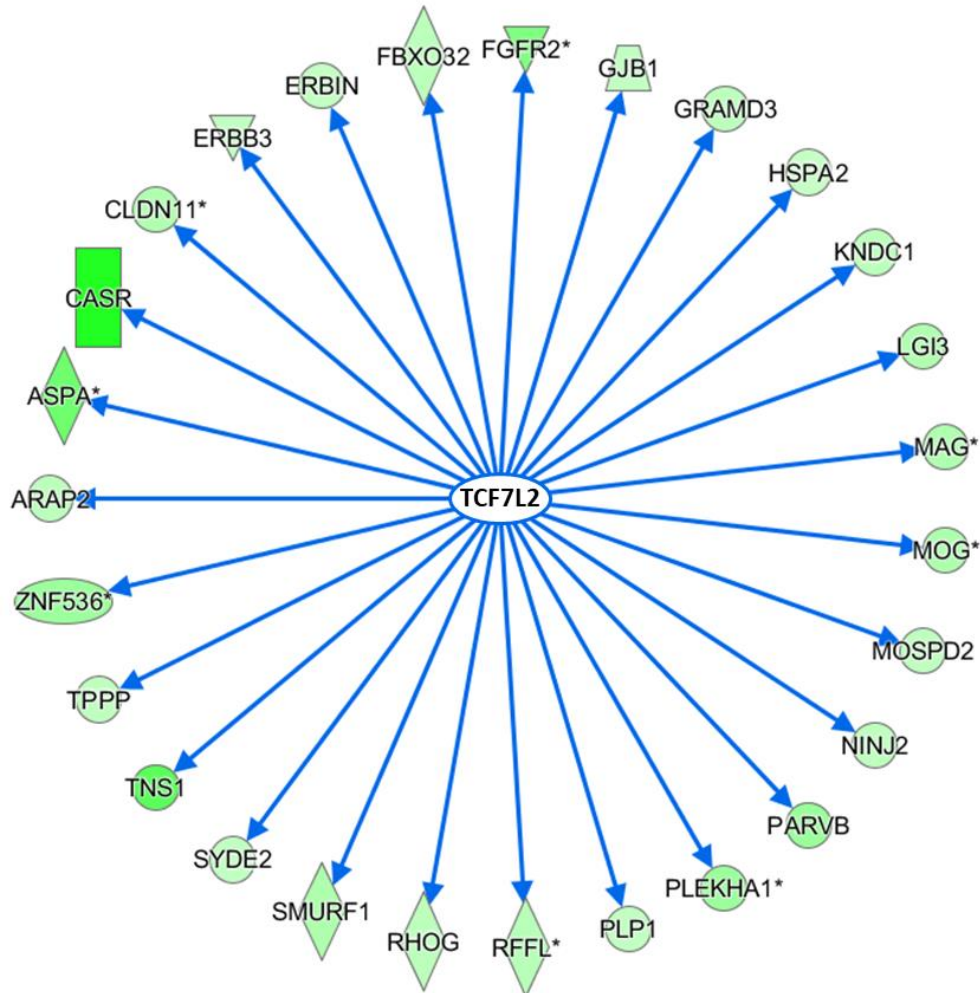 FBXO32
FGFR2*
GJB1
ERBIN
GRAMD3
ERBB3
HSPA2
CLDN11*
KNDC1
CASR
LGI3
ASPA*
MAG*
TCF7L2
ARAP2
MOG*
ZNF536*
MOSPD2
TPPP
NINJ2
TNS1
PARVB
SYDE2
PLEKHA1*
SMURF1
PLP1
RHOG
RFFL*